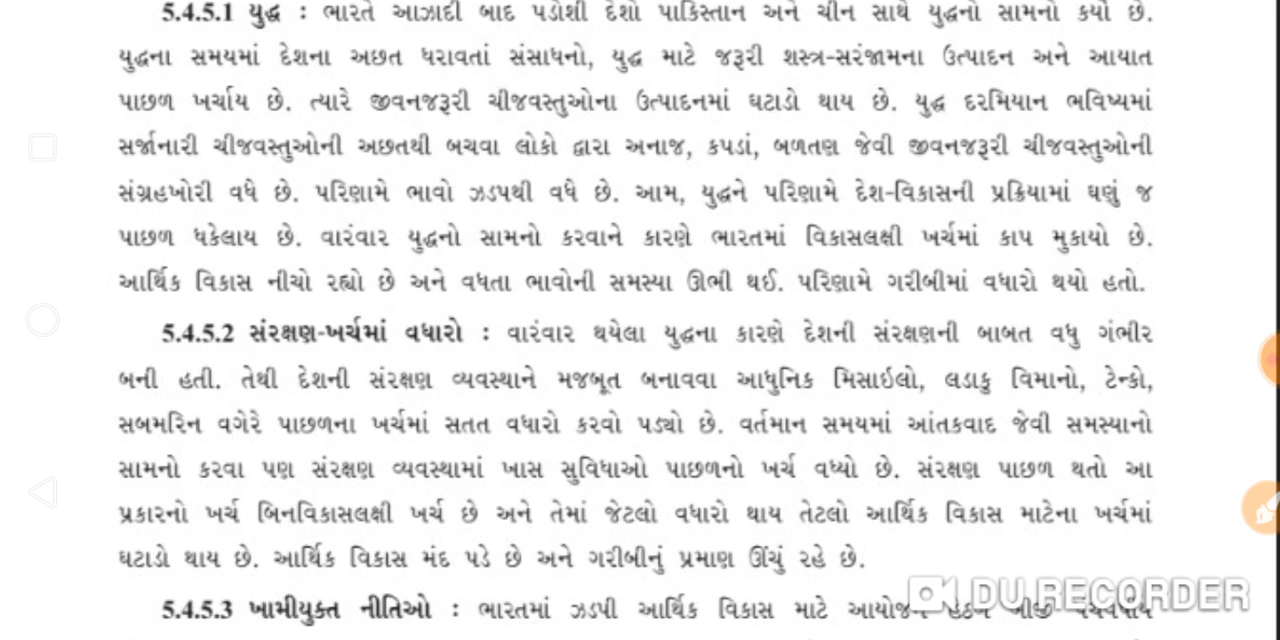 5.4.5.1 યુદ્ધ : ભારતે આઝાદી બાદ પડોશી દેશો પાકિસ્તાન અને ચીન સાથે યુદ્ધનો સામનો કર્યો છે.
યુદ્ધના સમયમાં દેશના અછત ધરાવતાં સંસાધનો, યુદ્ધ માટે જરૂરી શસ્ત્ર-સરંજામના ઉત્પાદન અને આયાત
પાછળ ખર્ચાય છે. ત્યારે જીવનજરૂરી ચીજવસ્તુઓના ઉત્પાદનમાં ઘટાડો થાય છે. યુદ્ધ દરમિયાન ભવિષ્યમાં
સર્જાનારી ચીજવસ્તુઓની અછતથી બચવા લોકો દ્વારા અનાજ, કપડાં, બળતણ જેવી જીવનજરૂરી ચીજવસ્તુઓની
સંગ્રહખોરી વધે છે. પરિણામે ભાવો ઝડપથી વધે છે. આમ, યુદ્ધને પરિણામે દેશ-વિકાસની પ્રક્રિયામાં ઘણું જ
પાછળ ધકેલાય છે. વારંવાર યુદ્ધનો સામનો કરવાને કારણે ભારતમાં વિકાસલક્ષી ખર્ચમાં કાપ મુકાયો છે.
આર્થિક વિકાસ નીચો રહ્યો છે અને વધતા ભાવોની સમસ્યા ઊભી થઈ. પરિણામે ગરીબીમાં વધારો થયો હતો.
5.4.5.2 સંરક્ષણ-ખર્ચમાં વધારો : વારંવાર થયેલા યુદ્ધના કારણે દેશની સંરક્ષણની બાબત વધુ ગંભીર
બની હતી. તેથી દેશની સંરક્ષણ વ્યવસ્થાને મજબૂત બનાવવા આધુનિક મિસાઇલો, લડાકુ વિમાનો, ટેન્કો,
સબમરિન વગેરે પાછળના ખર્ચમાં સતત વધારો કરવો પડ્યો છે. વર્તમાન સમયમાં આંતકવાદ જેવી સમસ્યાનો
સામનો કરવા પણ સંરક્ષણ વ્યવસ્થામાં ખાસ સુવિધાઓ પાછળનો ખર્ચ વધ્યો છે. સંરક્ષણ પાછળ થતો આ
પ્રકારનો ખર્ચ બિનવિકાસલક્ષી ખર્ચ છે અને તેમાં જેટલો વધારો થાય તેટલો આર્થિક વિકાસ માટેના ખર્ચમાં
ઘટાડો થાય છે. આર્થિક વિકાસ મંદ પડે છે અને ગરીબીનું પ્રમાણ ઊંચું રહે છે.
5.4.5.3 ખામીયુક્ત નીતિઓ : ભારતમાં ઝડપી આર્થિક વિકાસ માટે
DU RECORDER